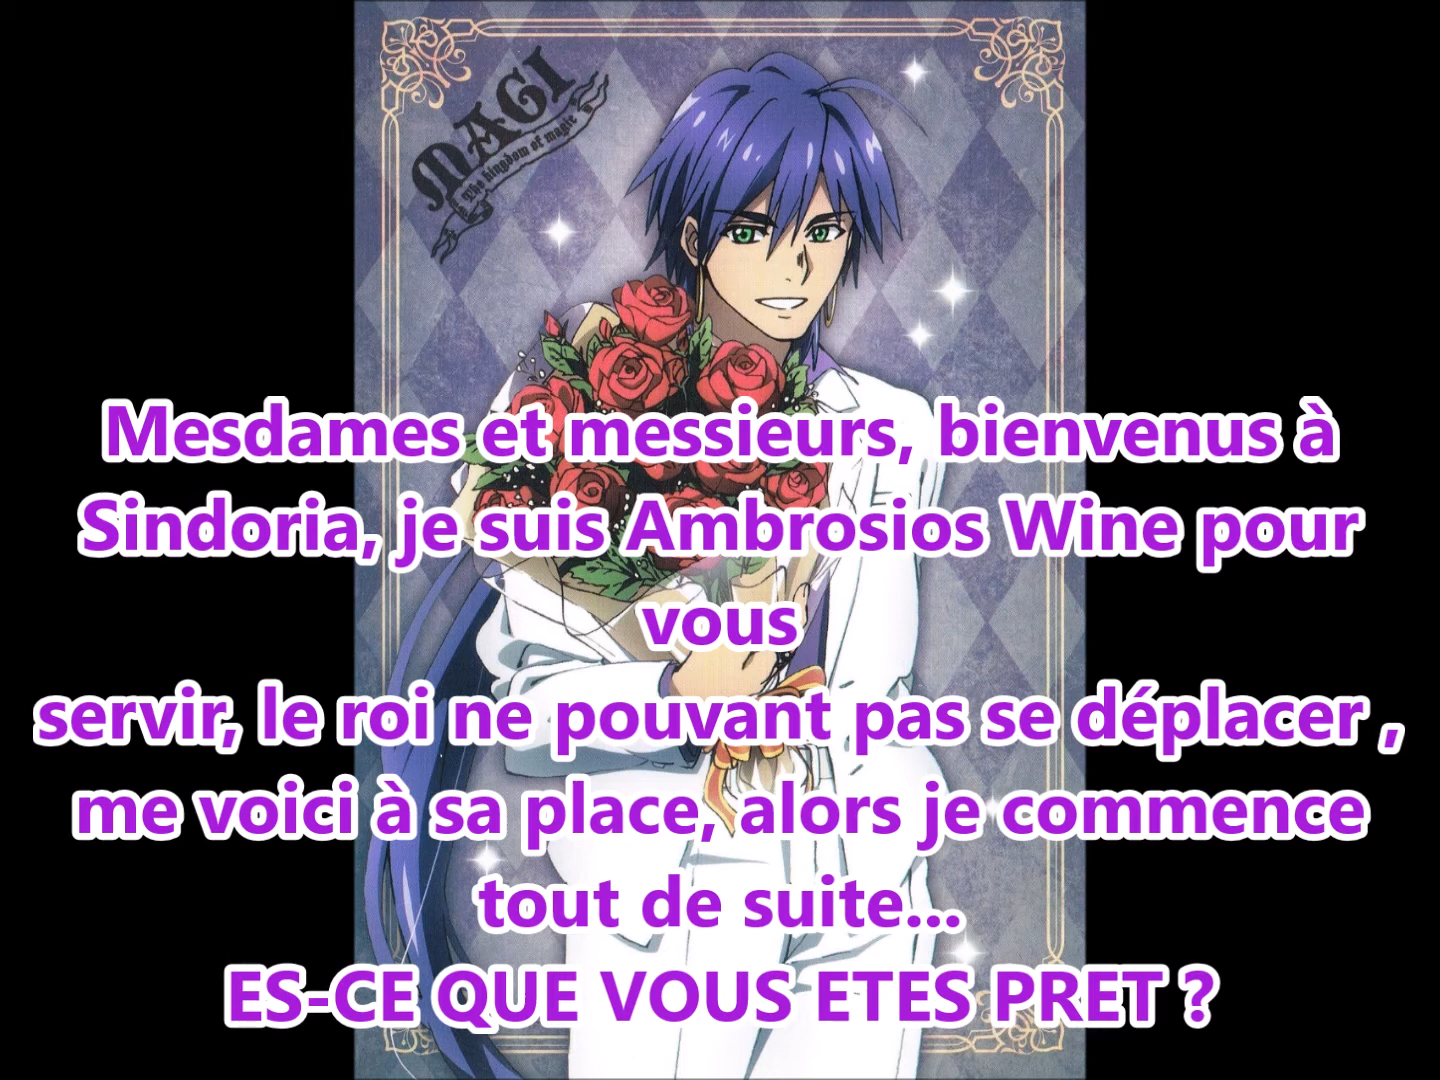 MAGI
The kingdom of magic
Mesdames et messieurs, bienvenus à
Sindoria, je suis Ambrosios Wine pour
vous
servir, le roi ne pouvant pas se déplacer ,
me voici à sa place, alors je commence
tout de suite...
ES-CE QUE VOUS ETES PRET ?